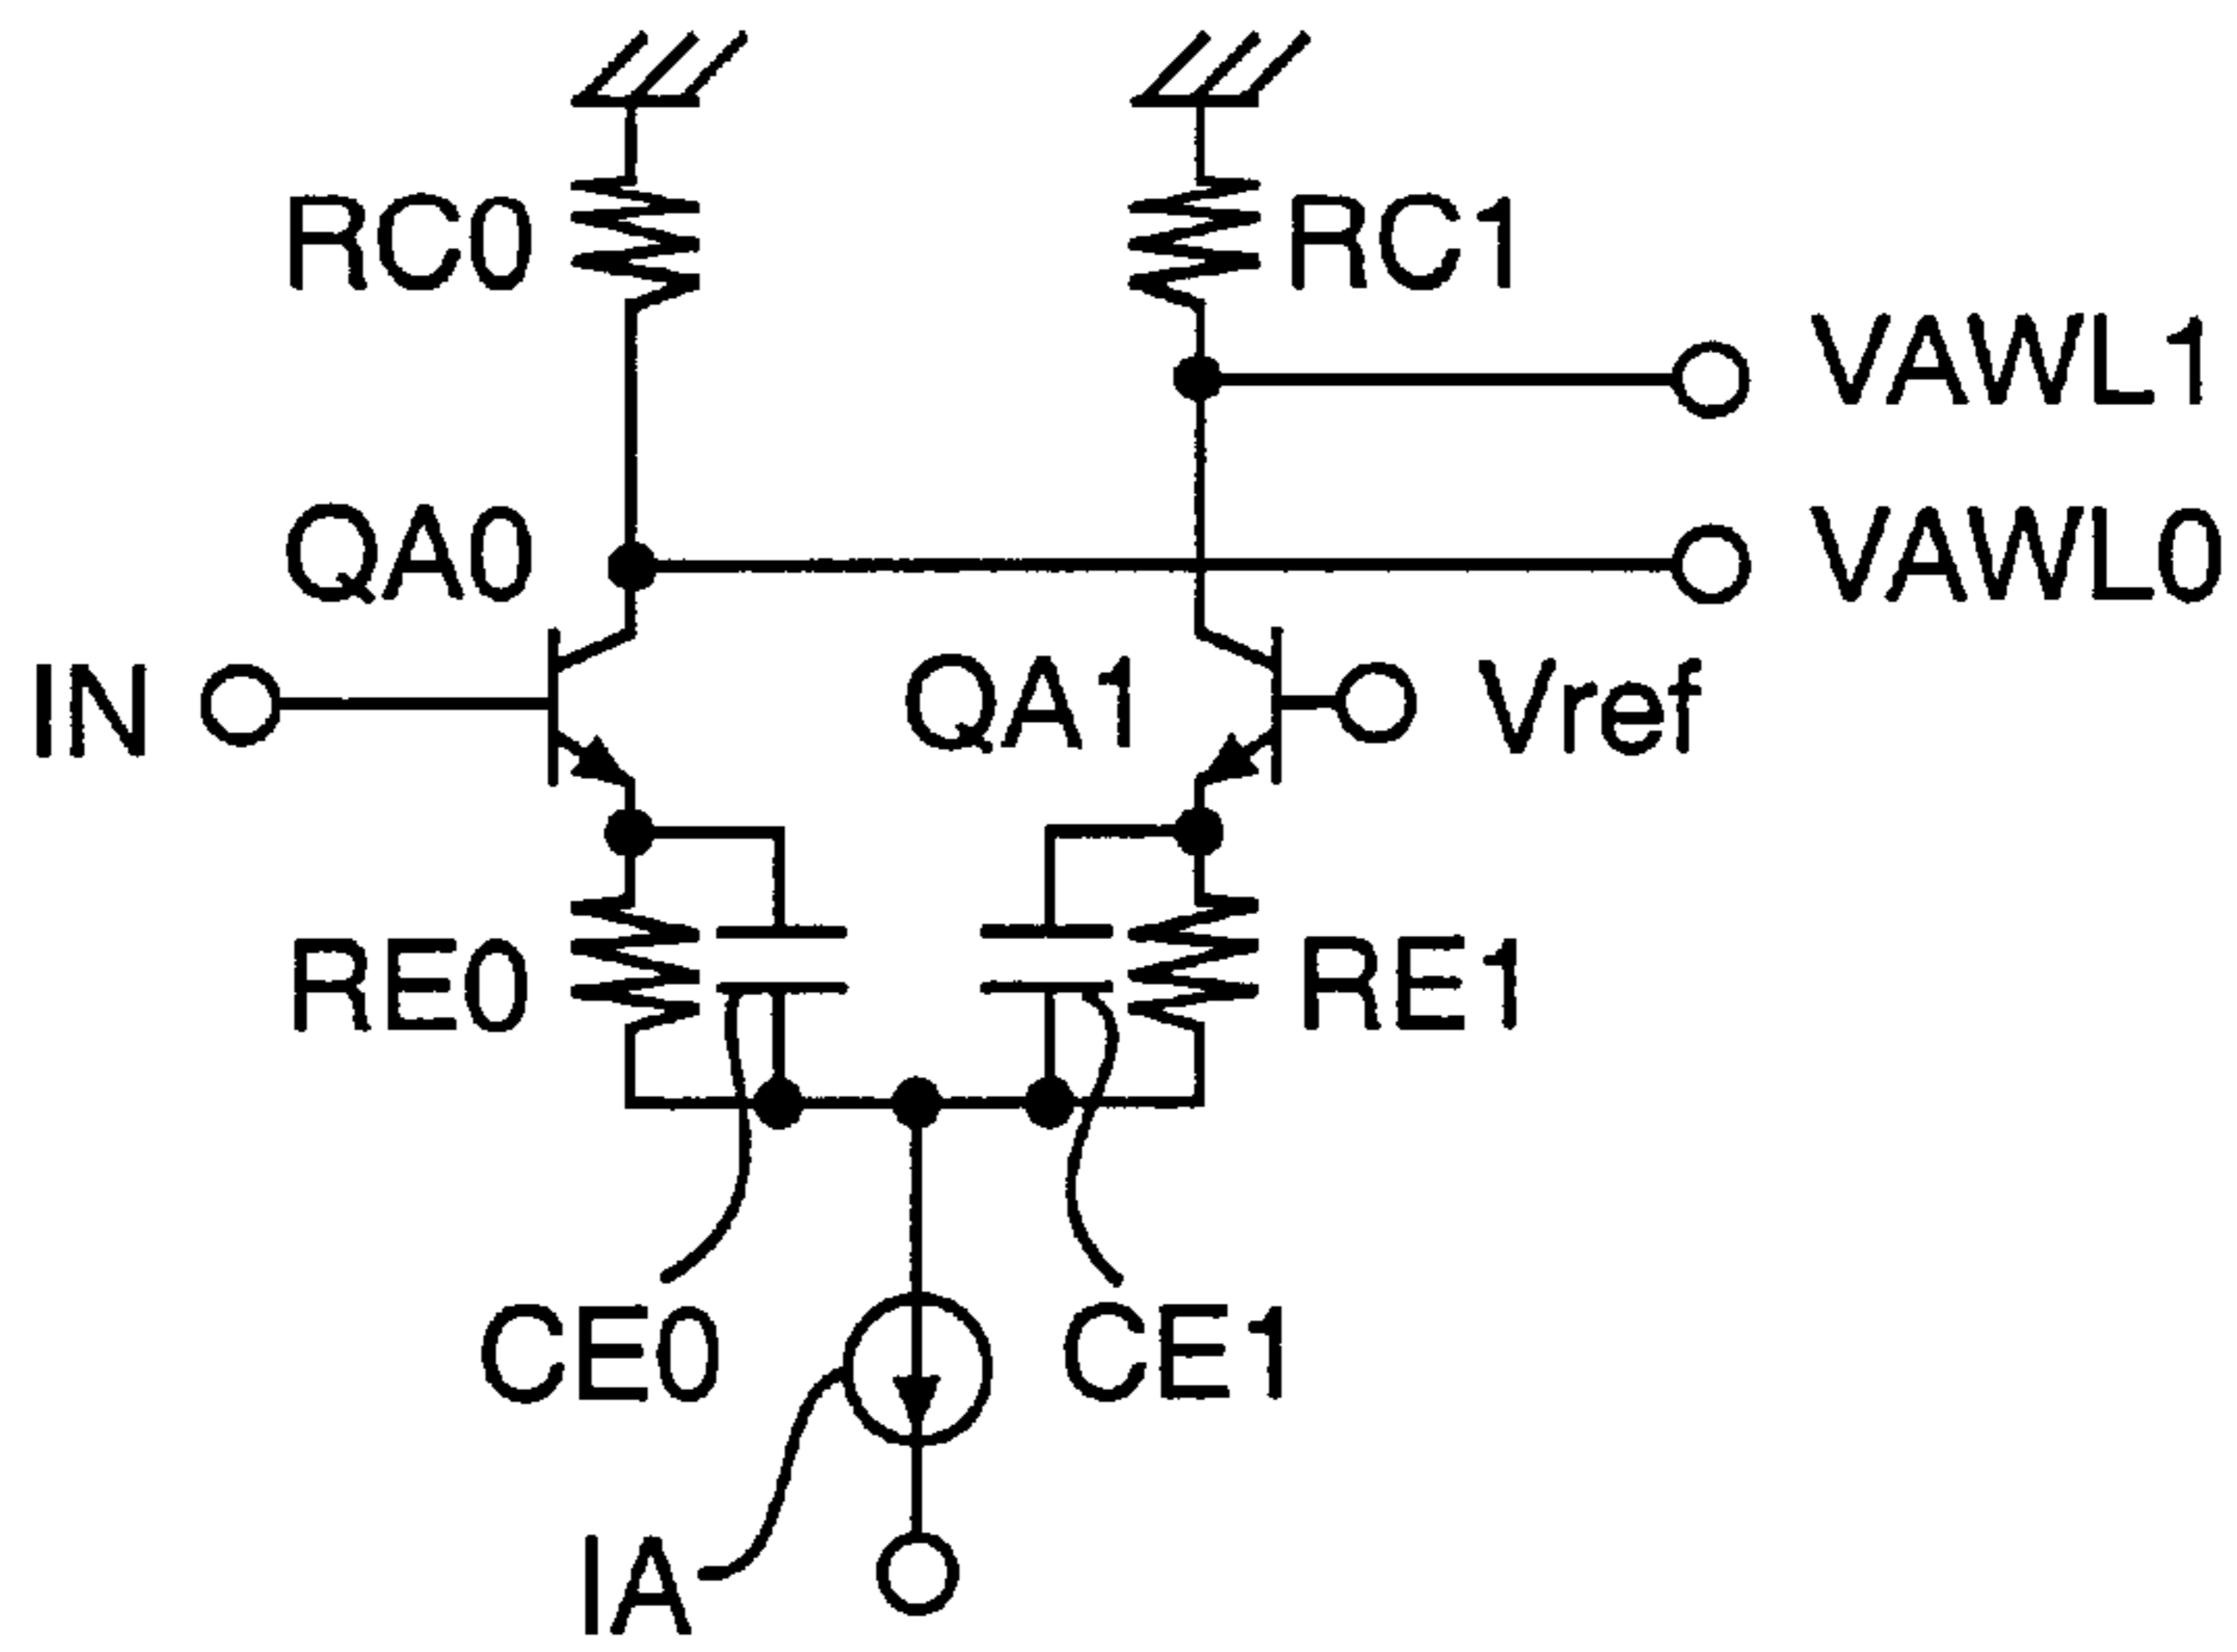 RC0
RC1
VAWL1
QA0
VAWL0
IN
QA1
Vref
RE0
RE1
CE0
CE1
IA